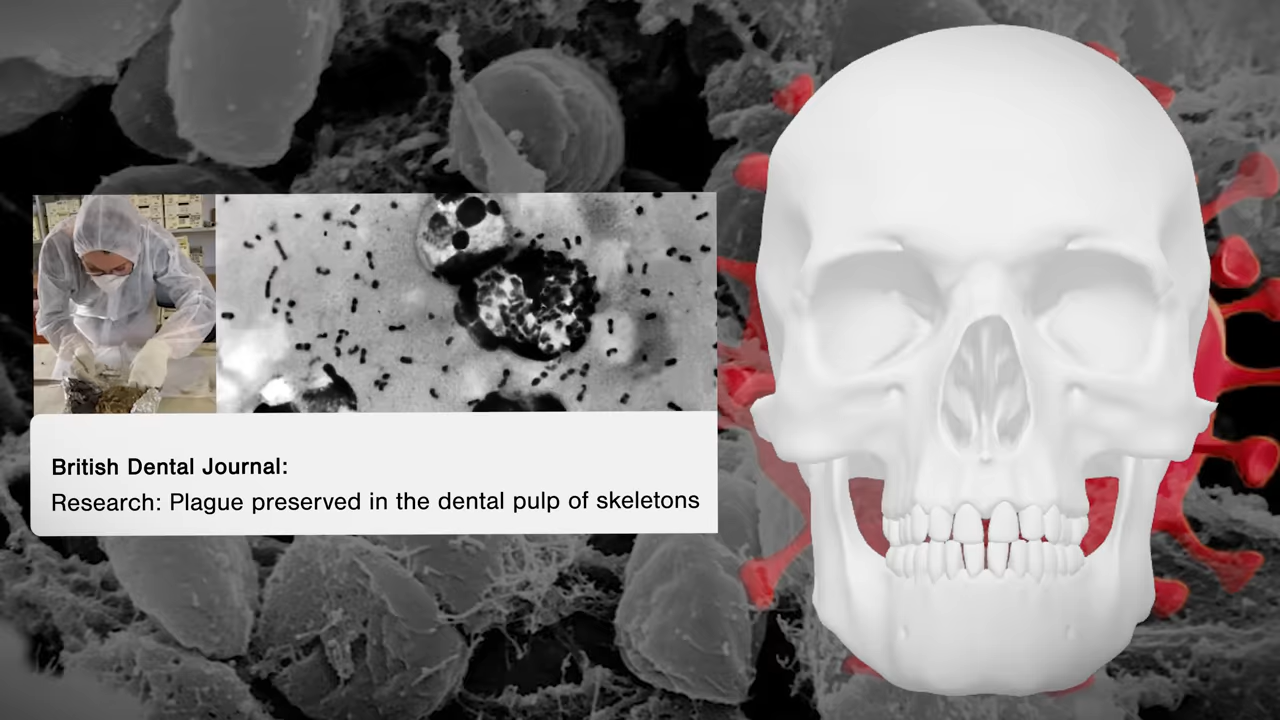 British Dental Journal:
Research: Plague preserved in the dental pulp of skeletons